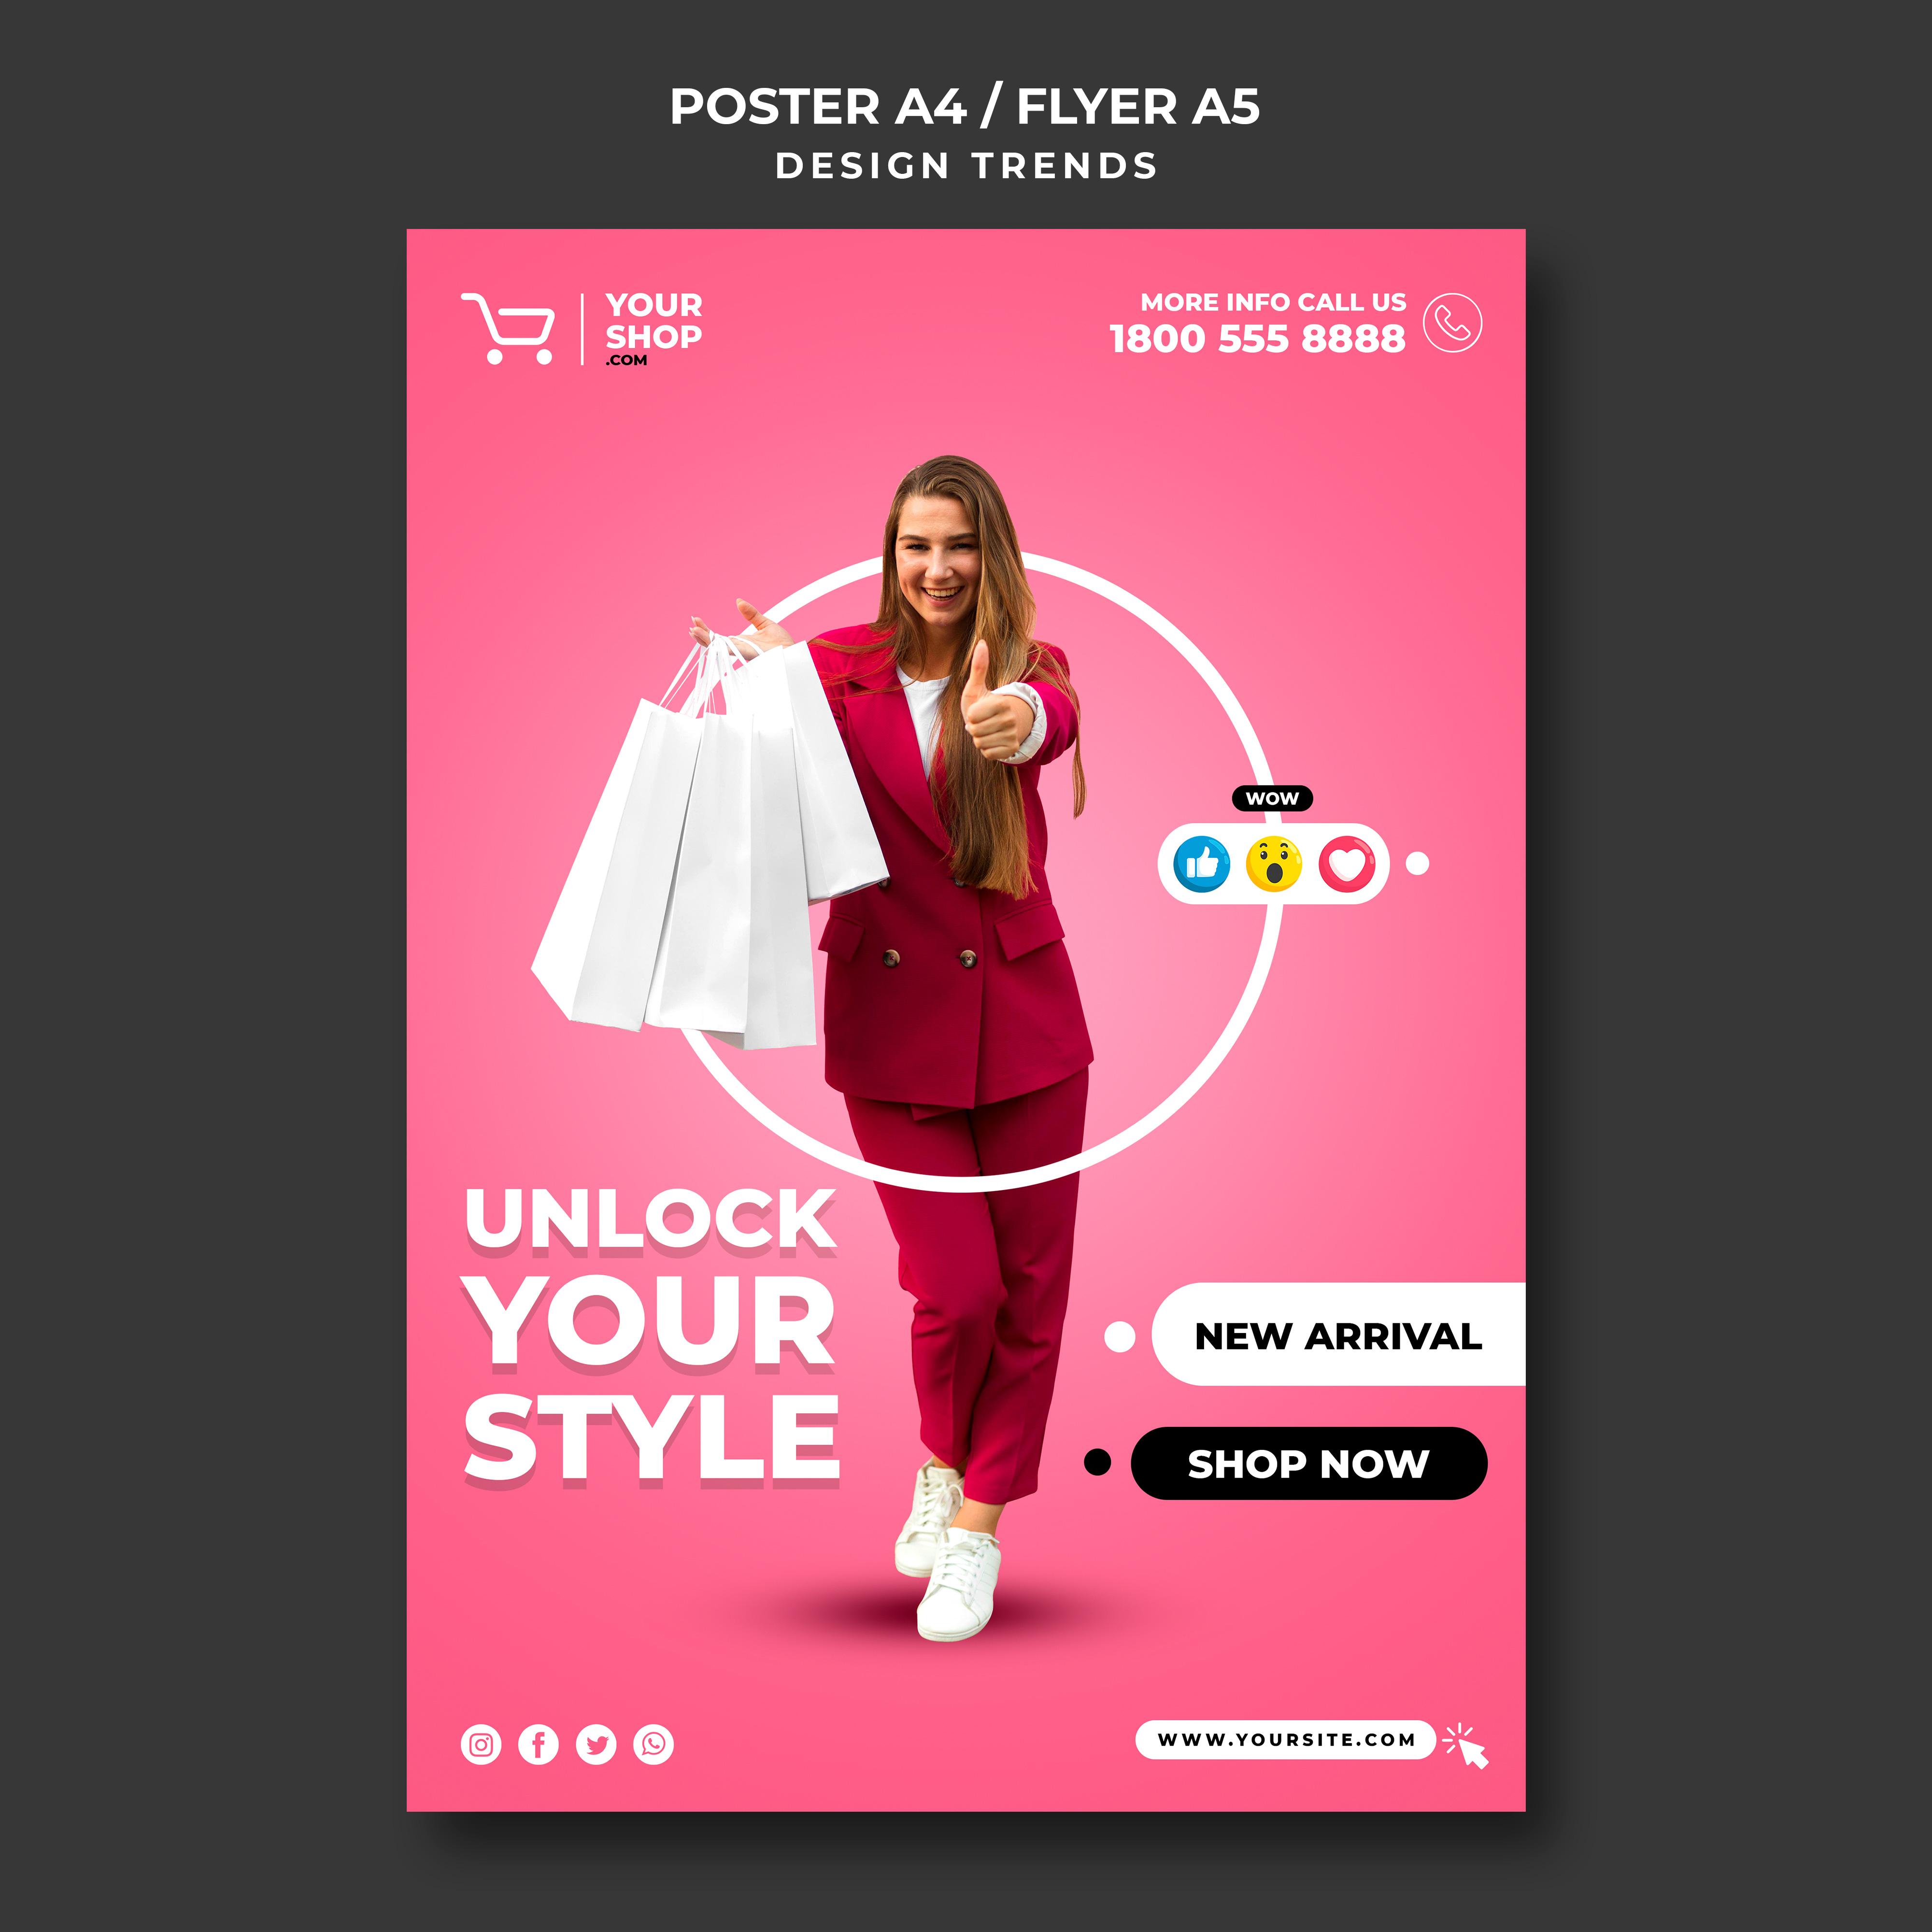 POSTER A4 / FLYER A5
DESIGN TRENDS
YOUR
SHOP
.COM
MORE INFO CALL US
1800 555 8888
WOW
UNLOCK
YOUR
STYLE
NEW ARRIVAL
SHOP NOW
WWW.YOURSITE.COM